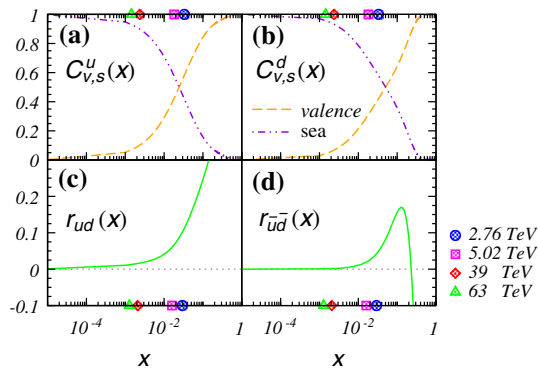 1
0.8
0.6
0.4
0.2
0
(a)
C^u_{v,s}(x)
(b)
C^d_{v,s}(x)
valence
sea
0.2
0.1
0
-0.1
(c)
r_{ud}(x)
(d)
r_{ūd̄}(x)
2.76 TeV
5.02 TeV
39 TeV
63 TeV
10^{-4} 10^{-2} 1 10^{-4} 10^{-2} 1
x x